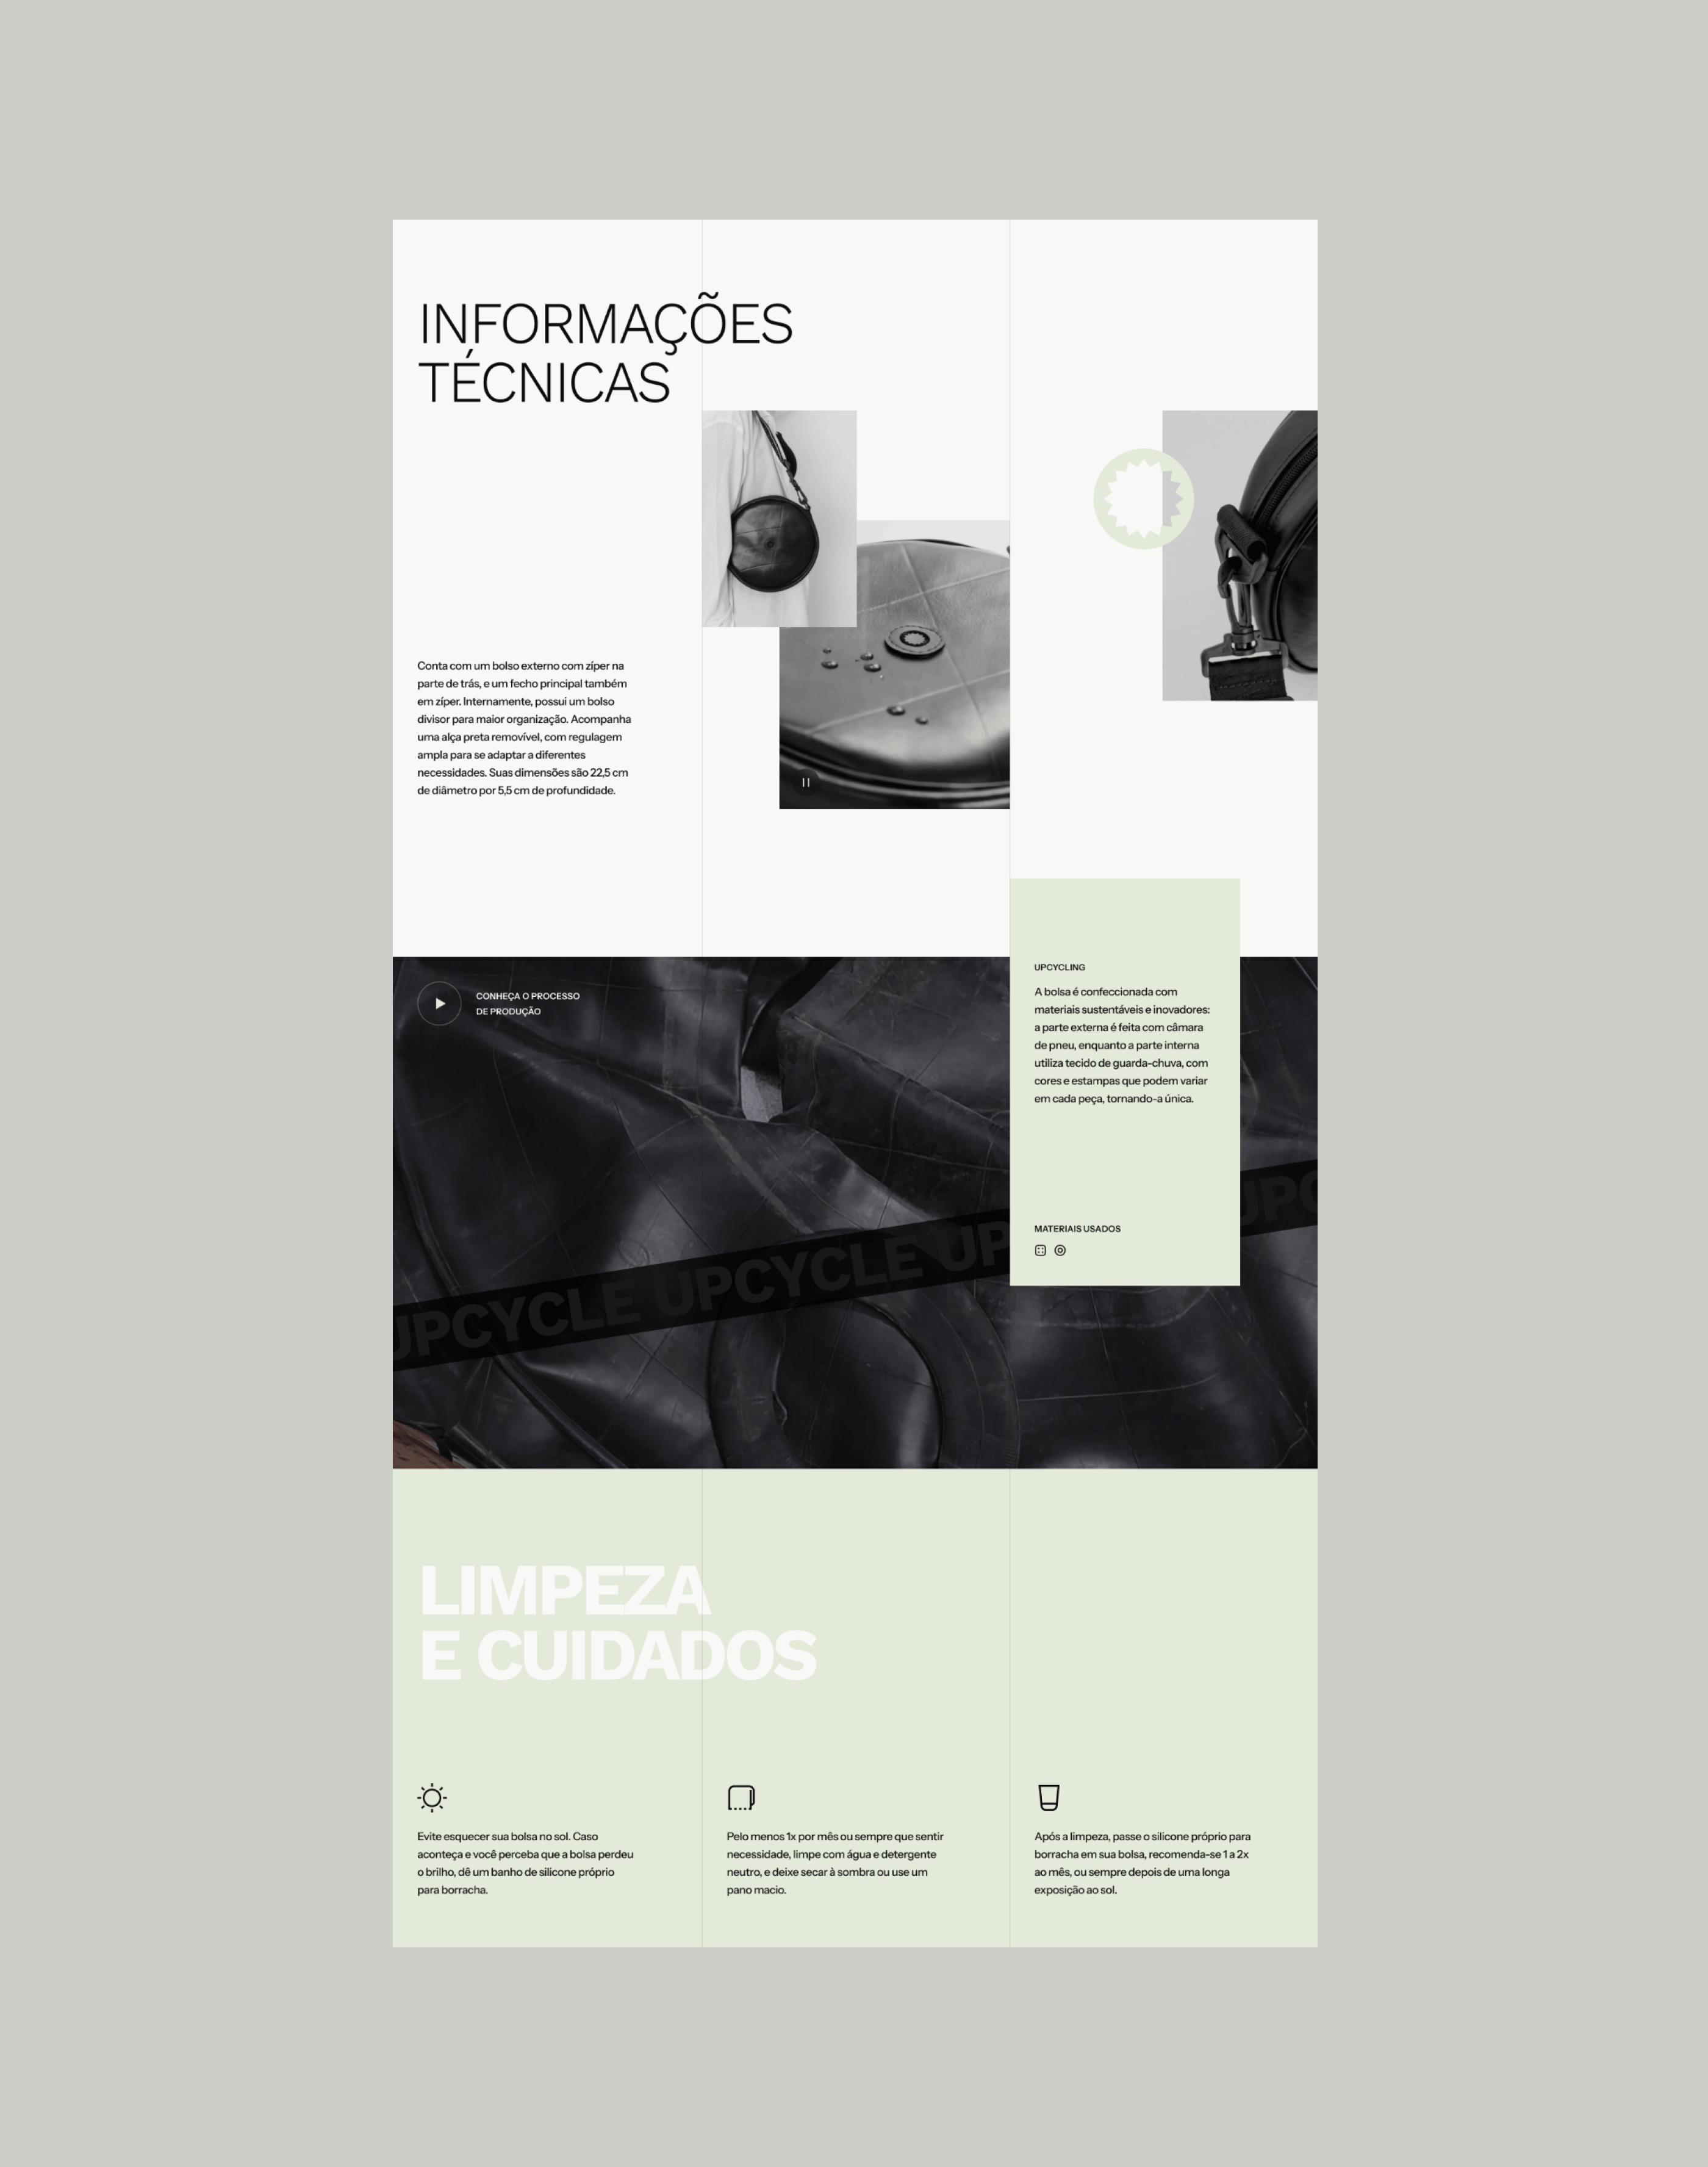 INFORMAÇÕES
TÉCNICAS
Conta com um bolso externo com zíper na
parte de trás, e um fecho principal também
em zíper. Internamente, possui um bolso
divisor para maior organização. Acompanha
uma alça preta removível, com regulagem
ampla para se adaptar a diferentes
necessidades. Suas dimensões são 22,5 cm
de diâmetro por 5,5 cm de profundidade.
CONHEÇA O PROCESSO
DE PRODUÇÃO
UPCYCLING
A bolsa é confeccionada com
materiais sustentáveis e inovadores:
a parte externa é feita com câmara
de pneu, enquanto a parte interna
utiliza tecido de guarda-chuva, com
cores e estampas que podem variar
em cada peça, tornando-a única.
MATERIAIS USADOS
UPCYCLE UPCYCLE UP UPC
LIMPEZA
E CUIDADOS
Evite esquecer sua bolsa no sol. Caso
aconteça e você perceba que a bolsa perdeu
o brilho, dê um banho de silicone próprio
para borracha.
Pelo menos 1x por mês ou sempre que sentir
necessidade, limpe com água e detergente
neutro, e deixe secar à sombra ou use um
pano macio.
Após a limpeza, passe o silicone próprio para
borracha em sua bolsa, recomenda-se 1 a 2x
ao mês, ou sempre depois de uma longa
exposição ao sol.